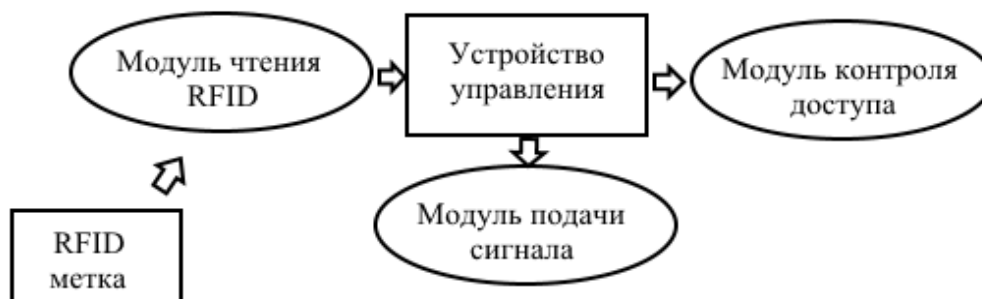 Модуль чтения
RFID
Устройство
управления
Модуль контроля
доступа
Модуль подачи
сигнала
RFID
метка